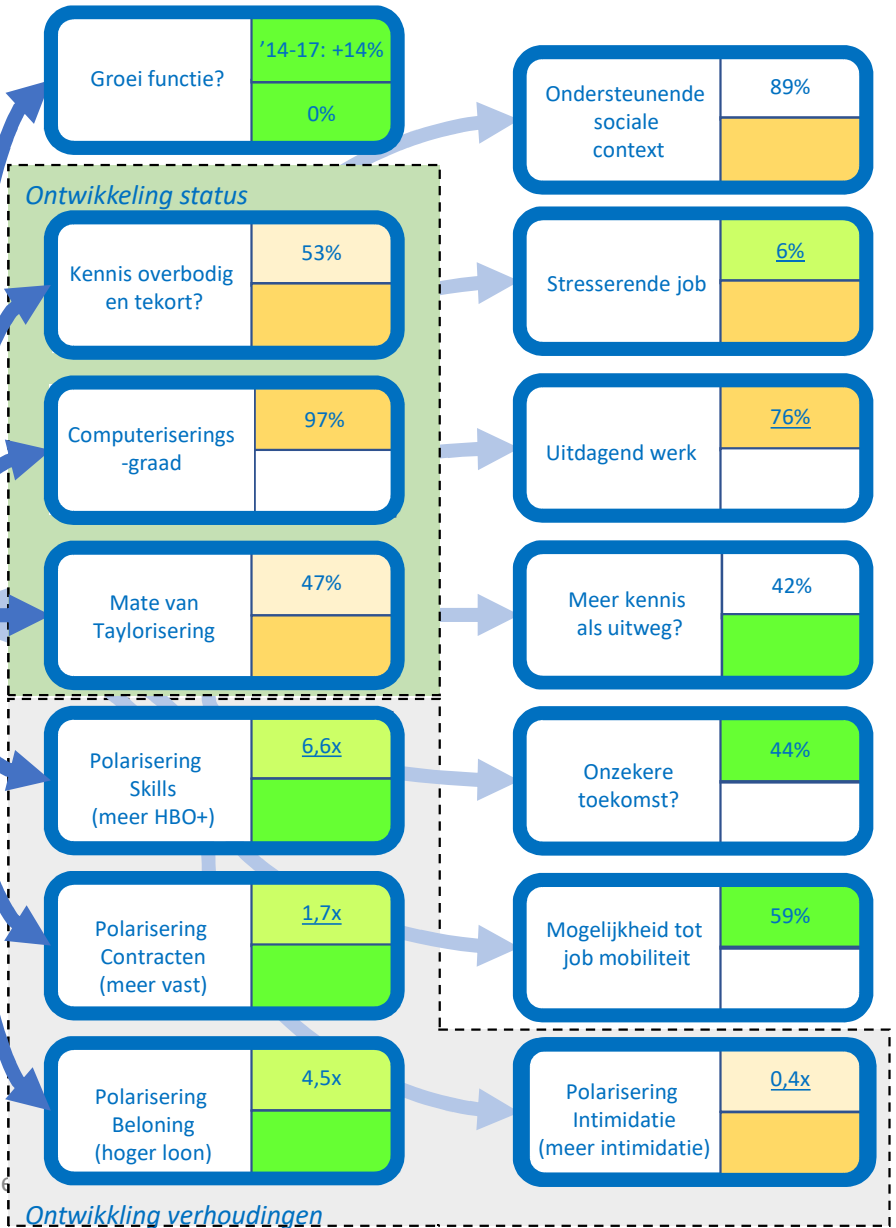 Groei functie?
'14-17: +14%
0%
Ontwikkeling status
Kennis overbodig
en tekort?
53%
Computeriserings
-graad
97%
Mate van
Taylorisering
47%
Polarisering
Skills
(meer HBO+)
6,6x
Polarisering
Contracten
(meer vast)
1,7x
Polarisering
Beloning
(hoger loon)
4,5x
Ontwikkling verhoudingen
Ondersteunende
sociale
context
89%
Stresserende job
6%
Uitdagend werk
76%
Meer kennis
als uitweg?
42%
Onzekere
toekomst?
44%
Mogelijkheid tot
job mobiliteit
59%
Polarisering
Intimidatie
(meer intimidatie)
0,4x